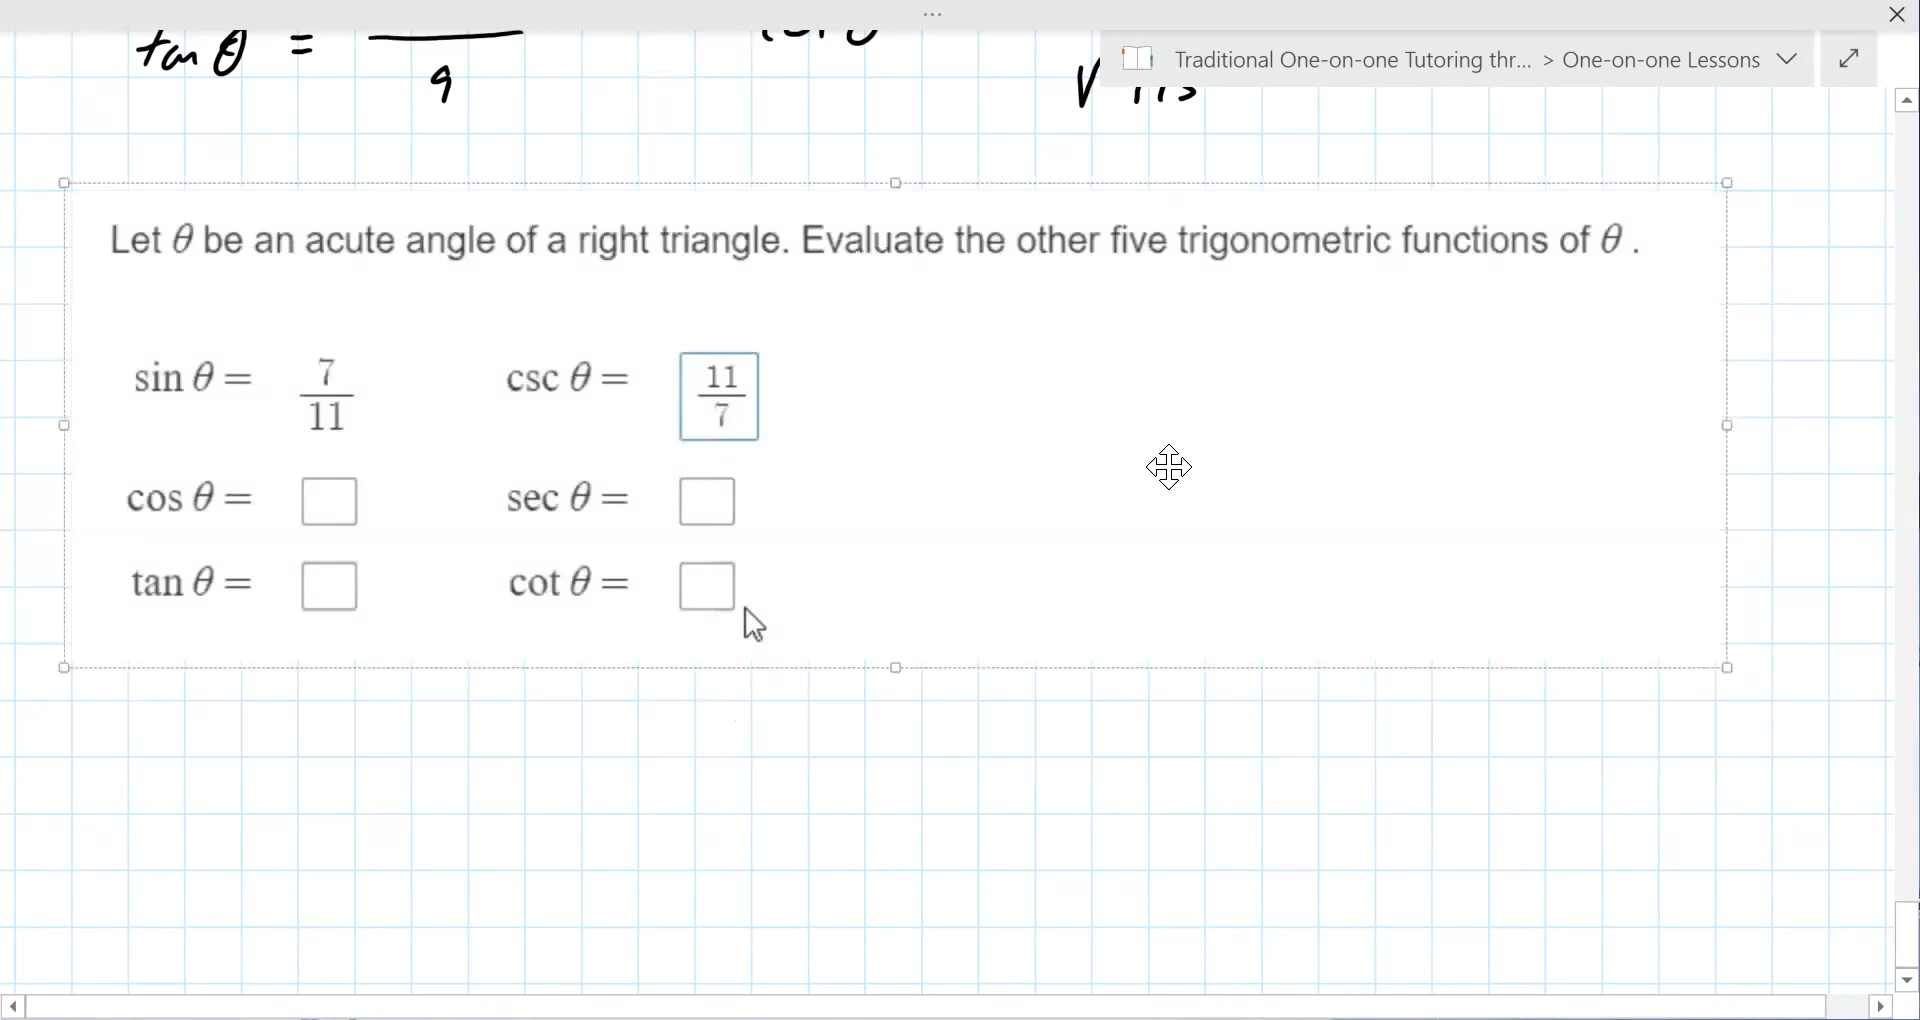 ...
tan θ = 
9
Traditional One-on-one Tutoring thr... > One-on-one Lessons
Let θ be an acute angle of a right triangle. Evaluate the other five trigonometric functions of θ .
sin θ = 7/11 csc θ = 11/7
cos θ = sec θ =
tan θ = cot θ =